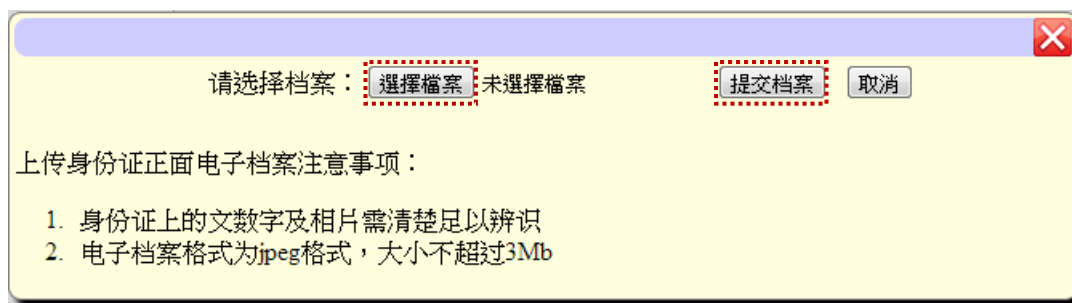 请选择档案： 選擇檔案 未選擇檔案 提交档案 取消
上传身份证正面电子档案注意事项：
1. 身份证上的文数字及相片需清楚足以辨识
2. 电子档案格式为jpeg格式，大小不超过3Mb